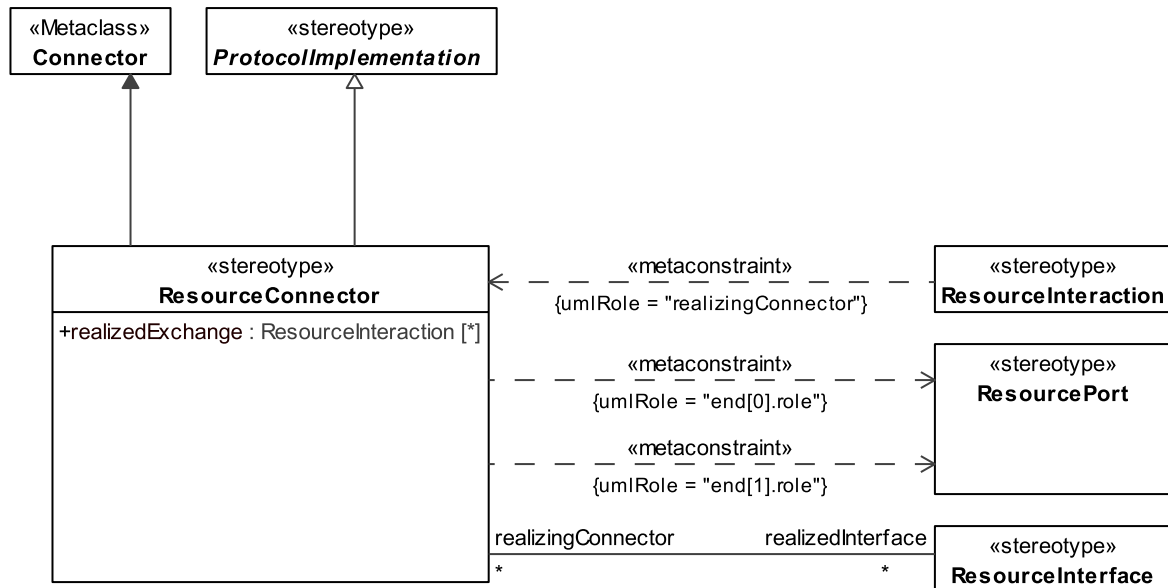 «Metaclass»
Connector
«stereotype»
ProtocolImplementation
«stereotype»
ResourceConnector
+realizedExchange : ResourceInteraction [*]
«metaconstraint»
{umlRole = "realizingConnector"}
«stereotype»
ResourceInteraction
«metaconstraint»
{umlRole = "end[0].role"}
«metaconstraint»
{umlRole = "end[1].role"}
«stereotype»
ResourcePort
realizingConnector
*
realizedInterface
*
«stereotype»
ResourceInterface